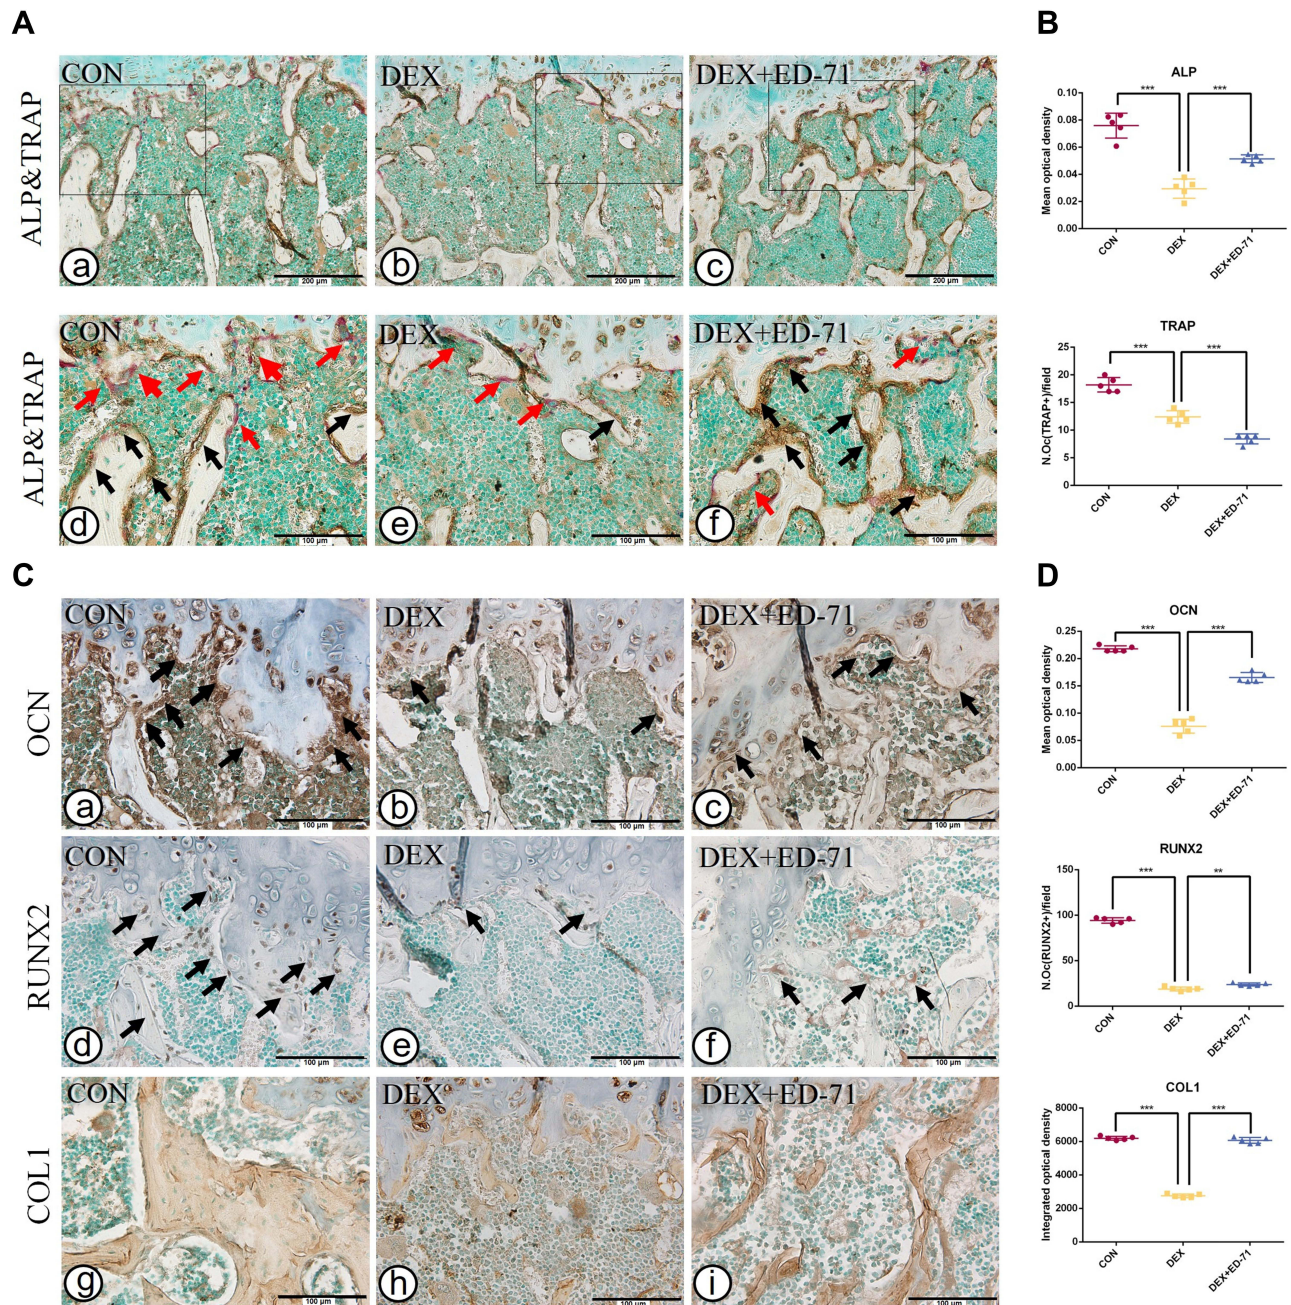 A
B
ALP&TRAP
CON
DEX
DEX+ED-71
a
b
c
200 μm
200 μm
200 μm
ALP
Mean optical density
0.10
0.08
0.06
0.04
0.02
0.00
***
***
CON
DEX
DEX+ED-71
ALP&TRAP
CON
DEX
DEX+ED-71
d
e
f
100 μm
100 μm
100 μm
TRAP
N.Oc(TRAP+)/field
25
20
15
10
5
0
***
***
CON
DEX
DEX+ED-71
C
D
OCN
CON
DEX
DEX+ED-71
a
b
c
100 μm
100 μm
100 μm
OCN
Mean optical density
0.25
0.20
0.15
0.10
0.05
0.00
***
***
CON
DEX
DEX+ED-71
RUNX2
CON
DEX
DEX+ED-71
d
e
f
100 μm
100 μm
100 μm
RUNX2
N.Oc(RUNX2+)/field
150
100
50
0
***
**
CON
DEX
DEX+ED-71
COL1
CON
DEX
DEX+ED-71
g
h
i
100 μm
100 μm
100 μm
COL1
Integrated optical density
8000
6000
4000
2000
0
***
***
CON
DEX
DEX+ED-71